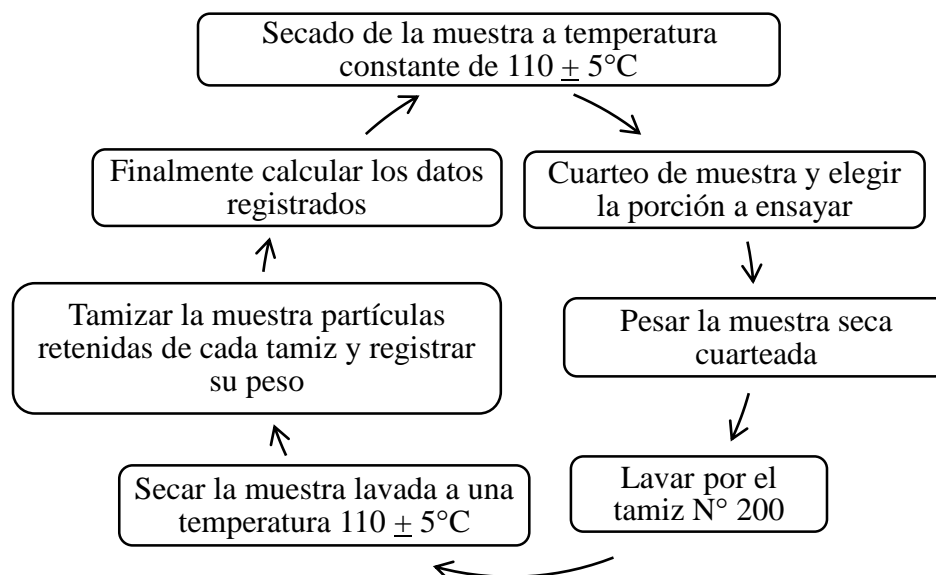 Secado de la muestra a temperatura
constante de 110 ± 5°C
Cuarteo de muestra y elegir
la porción a ensayar
Pesar la muestra seca
cuarteada
Lavar por el
tamiz N° 200
Secar la muestra lavada a una
temperatura 110 ± 5°C
Tamizar la muestra partículas
retenidas de cada tamiz y registrar
su peso
Finalmente calcular los datos
registrados